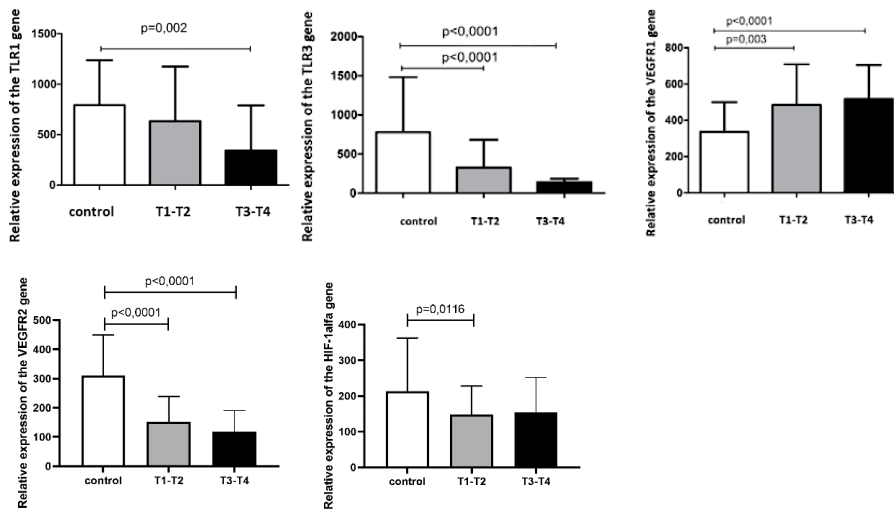 Relative expression of the TLR1 gene
p=0,002
1500
1000
500
0
control T1-T2 T3-T4
Relative expression of the TLR3 gene
p<0,0001
p<0,0001
2000
1500
1000
500
0
control T1-T2 T3-T4
Relative expression of the VEGFR1 gene
p<0,0001
p=0,003
800
600
400
200
0
control T1-T2 T3-T4
Relative expression of the VEGFR2 gene
p<0,0001
p<0,0001
500
400
300
200
100
0
control T1-T2 T3-T4
Relative expression of the HIF-1alfa gene
p=0,0116
400
300
200
100
0
control T1-T2 T3-T4